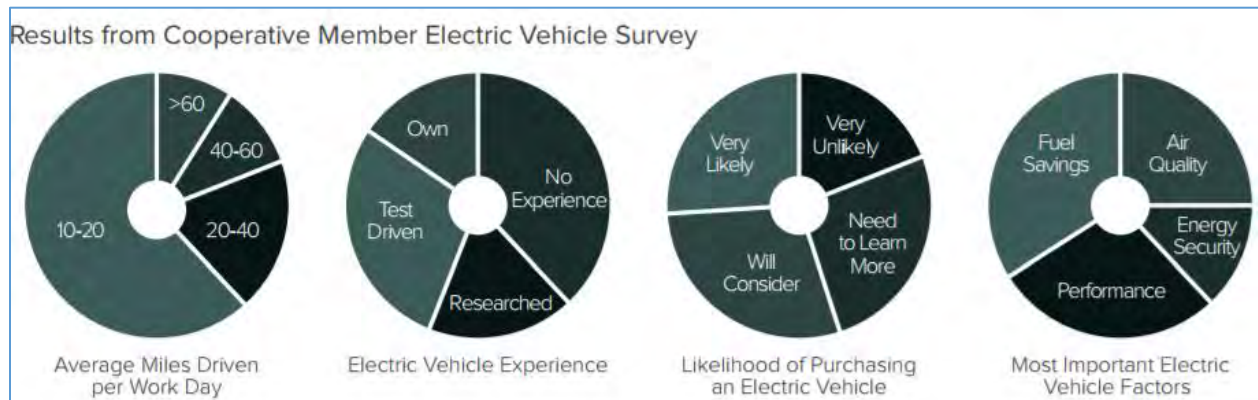 Results from Cooperative Member Electric Vehicle Survey
>60
40-60
20-40
10-20
Average Miles Driven
per Work Day
Own
No
Experience
Test
Driven
Researched
Electric Vehicle Experience
Very
Likely
Very
Unlikely
Need
to Learn
More
Will
Consider
Likelihood of Purchasing
an Electric Vehicle
Fuel
Savings
Air
Quality
Energy
Security
Performance
Most Important Electric
Vehicle Factors